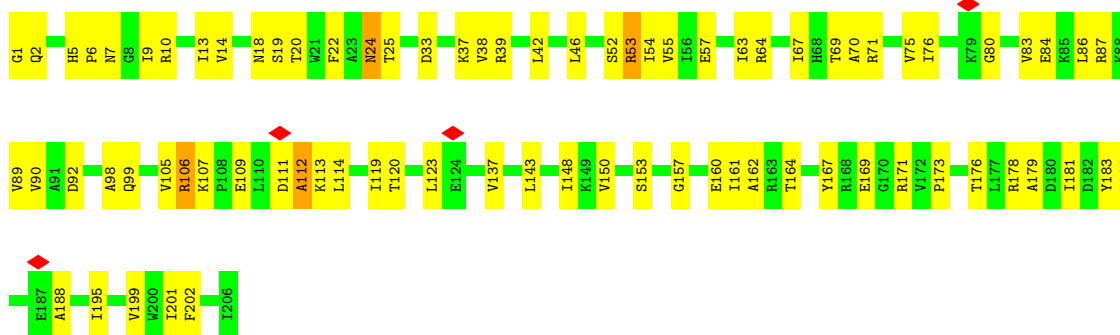 G1 Q2 H5 P6 N7 G8 I9 R10 I13 V14 N18 S19 T20 W21 F22 A23 N24 T25 D33 K37 V38 R39 L42 L46 S52 R53 I54 V55 I56 E57 I63 R64 I67 H68 T69 A70 R71 V75 I76 K79 G80 V83 E84 K85 L86 R87 K88
V89 V90 A91 D92 A98 Q99 V105 R106 K107 P108 E109 L110 D111 A112 K113 L114 I119 T120 L123 E124 V137 L143 I148 K149 V150 S153 G157 E160 I161 A162 R163 T164 Y167 R168 E169 G170 R171 V172 P173 T176 L177 R178 A179 D180 I181 D182 Y183
E187 A188 I195 V199 W200 I201 F202 I206